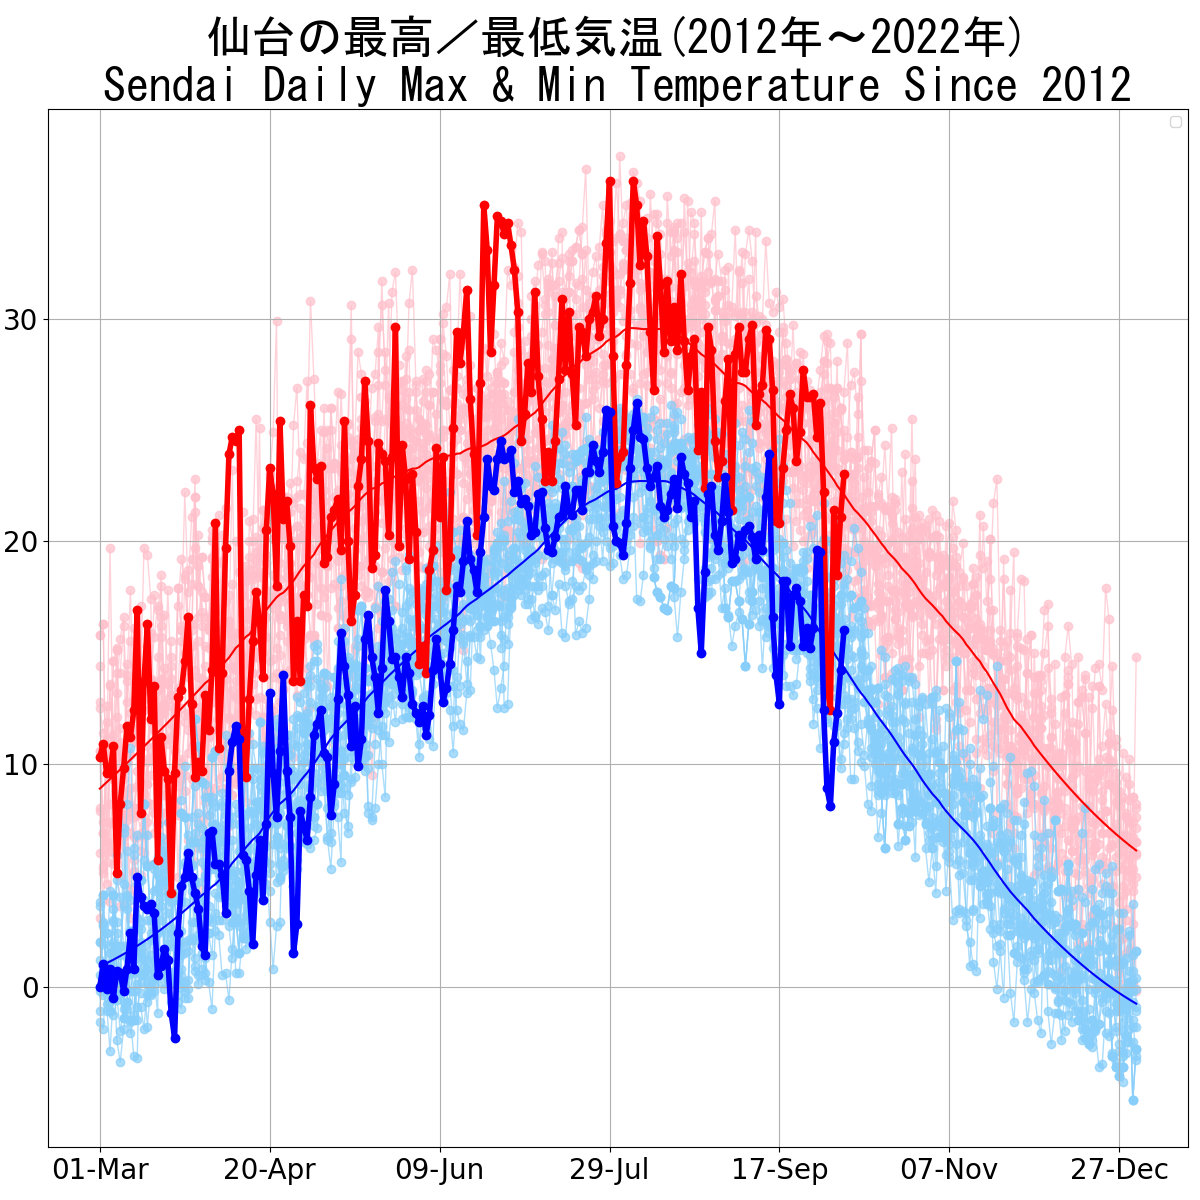 仙台の最高／最低気温(2012年～2022年)
Sendai Daily Max & Min Temperature Since 2012
30
20
10
0
01-Mar 20-Apr 09-Jun 29-Jul 17-Sep 07-Nov 27-Dec